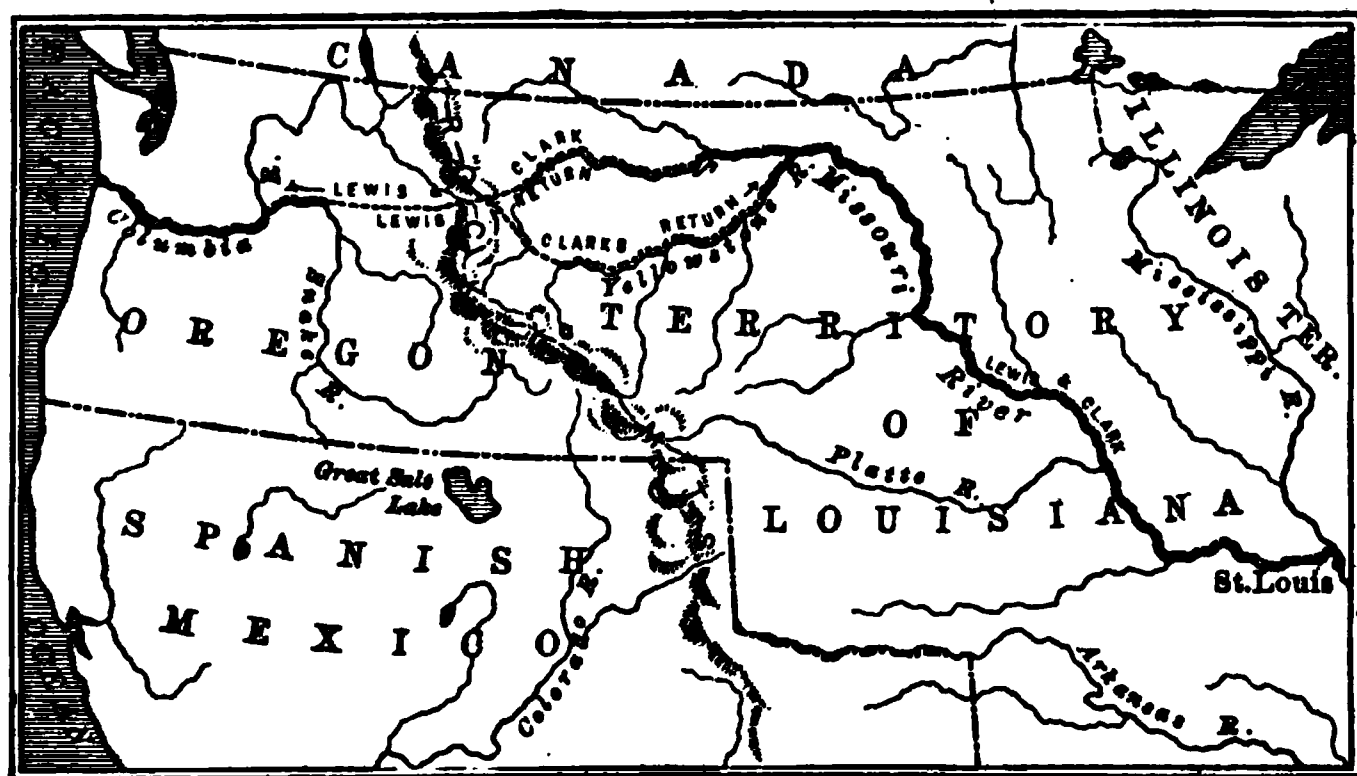 CANADA
ILLINOIS TER.
CLARK
RETURN
R.
LEWIS &
LEWIS
Columbia
CLARKS RETURN
Yellowstone R.
Missouri
River
Mississippi R.
OREGON
TERRITORY
OF
LOUISIANA
LEWIS & CLARK
Snake R.
Platte R.
Great Salt
Lake
SPANISH
MEXICO
St. Louis
Colorado R.
Arkansas R.